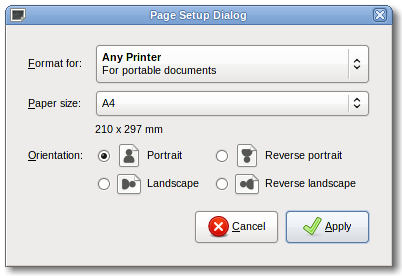 Page Setup Dialog
Format for:
Any Printer
For portable documents
Paper size:
A4
210 x 297 mm
Orientation:
Portrait
Reverse portrait
Landscape
Reverse landscape
Cancel
Apply